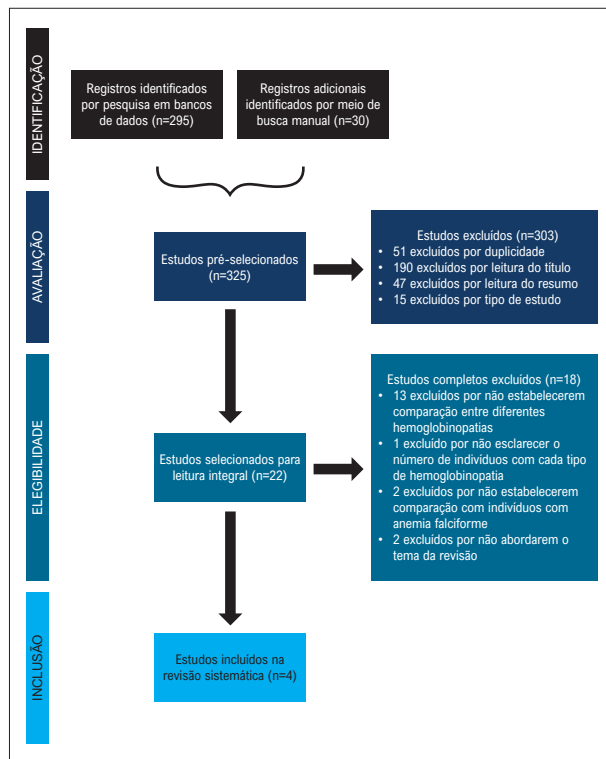 IDENTIFICAÇÃO
Registros identificados
por pesquisa em bancos
de dados (n=295)
Registros adicionais
identificados por meio de
busca manual (n=30)
AVALIAÇÃO
Estudos pré-selecionados
(n=325)
Estudos excluídos (n=303)
• 51 excluídos por duplicidade
• 190 excluídos por leitura do título
• 47 excluídos por leitura do resumo
• 15 excluídos por tipo de estudo
ELEGIBILIDADE
Estudos selecionados para
leitura integral (n=22)
Estudos completos excluídos (n=18)
• 13 excluídos por não estabelecerem
comparação entre diferentes
hemoglobinopatias
• 1 excluído por não esclarecer o
número de indivíduos com cada tipo
de hemoglobinopatia
• 2 excluídos por não estabelecerem
comparação com indivíduos com
anemia falciforme
• 2 excluídos por não abordarem o
tema da revisão
INCLUSÃO
Estudos incluídos na
revisão sistemática (n=4)